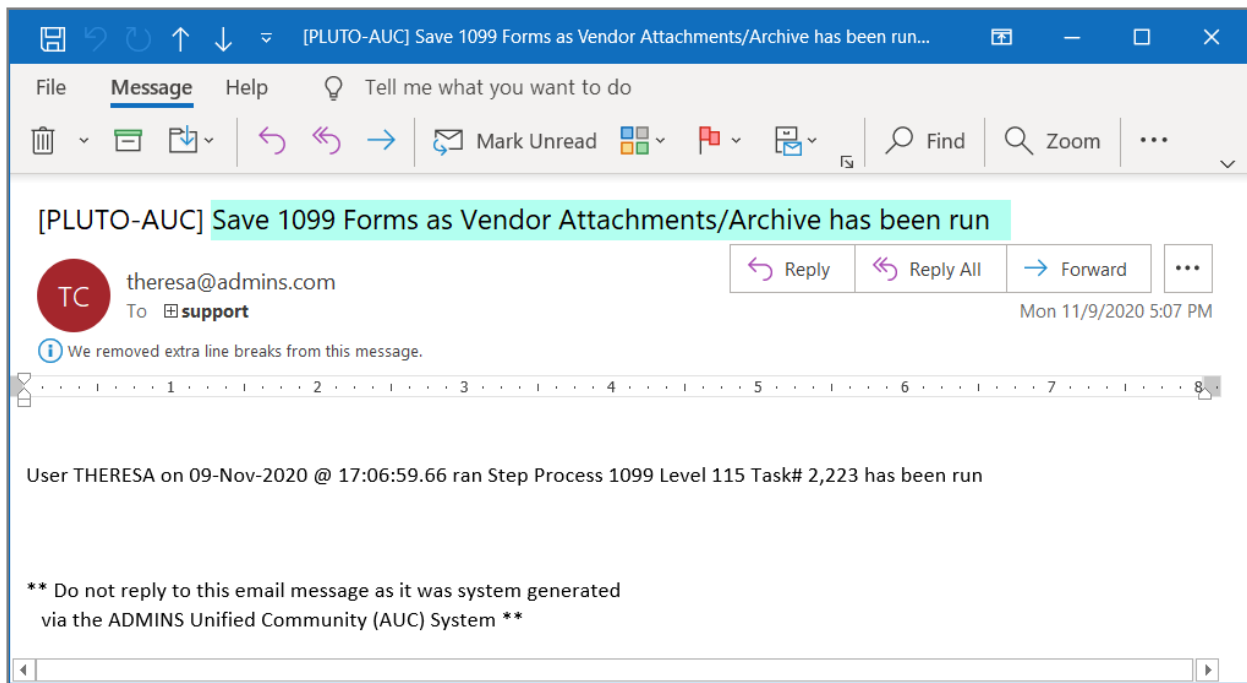 [PLUTO-AUC] Save 1099 Forms as Vendor Attachments/Archive has been run...
File Message Help Tell me what you want to do
Mark Unread Find Zoom ...
[PLUTO-AUC] Save 1099 Forms as Vendor Attachments/Archive has been run
Reply Reply All Forward ...
TC theresa@admins.com
To support Mon 11/9/2020 5:07 PM
We removed extra line breaks from this message.
1 2 3 4 5 6 7 8
User THERESA on 09-Nov-2020 @ 17:06:59.66 ran Step Process 1099 Level 115 Task# 2,223 has been run
** Do not reply to this email message as it was system generated
via the ADMINS Unified Community (AUC) System **